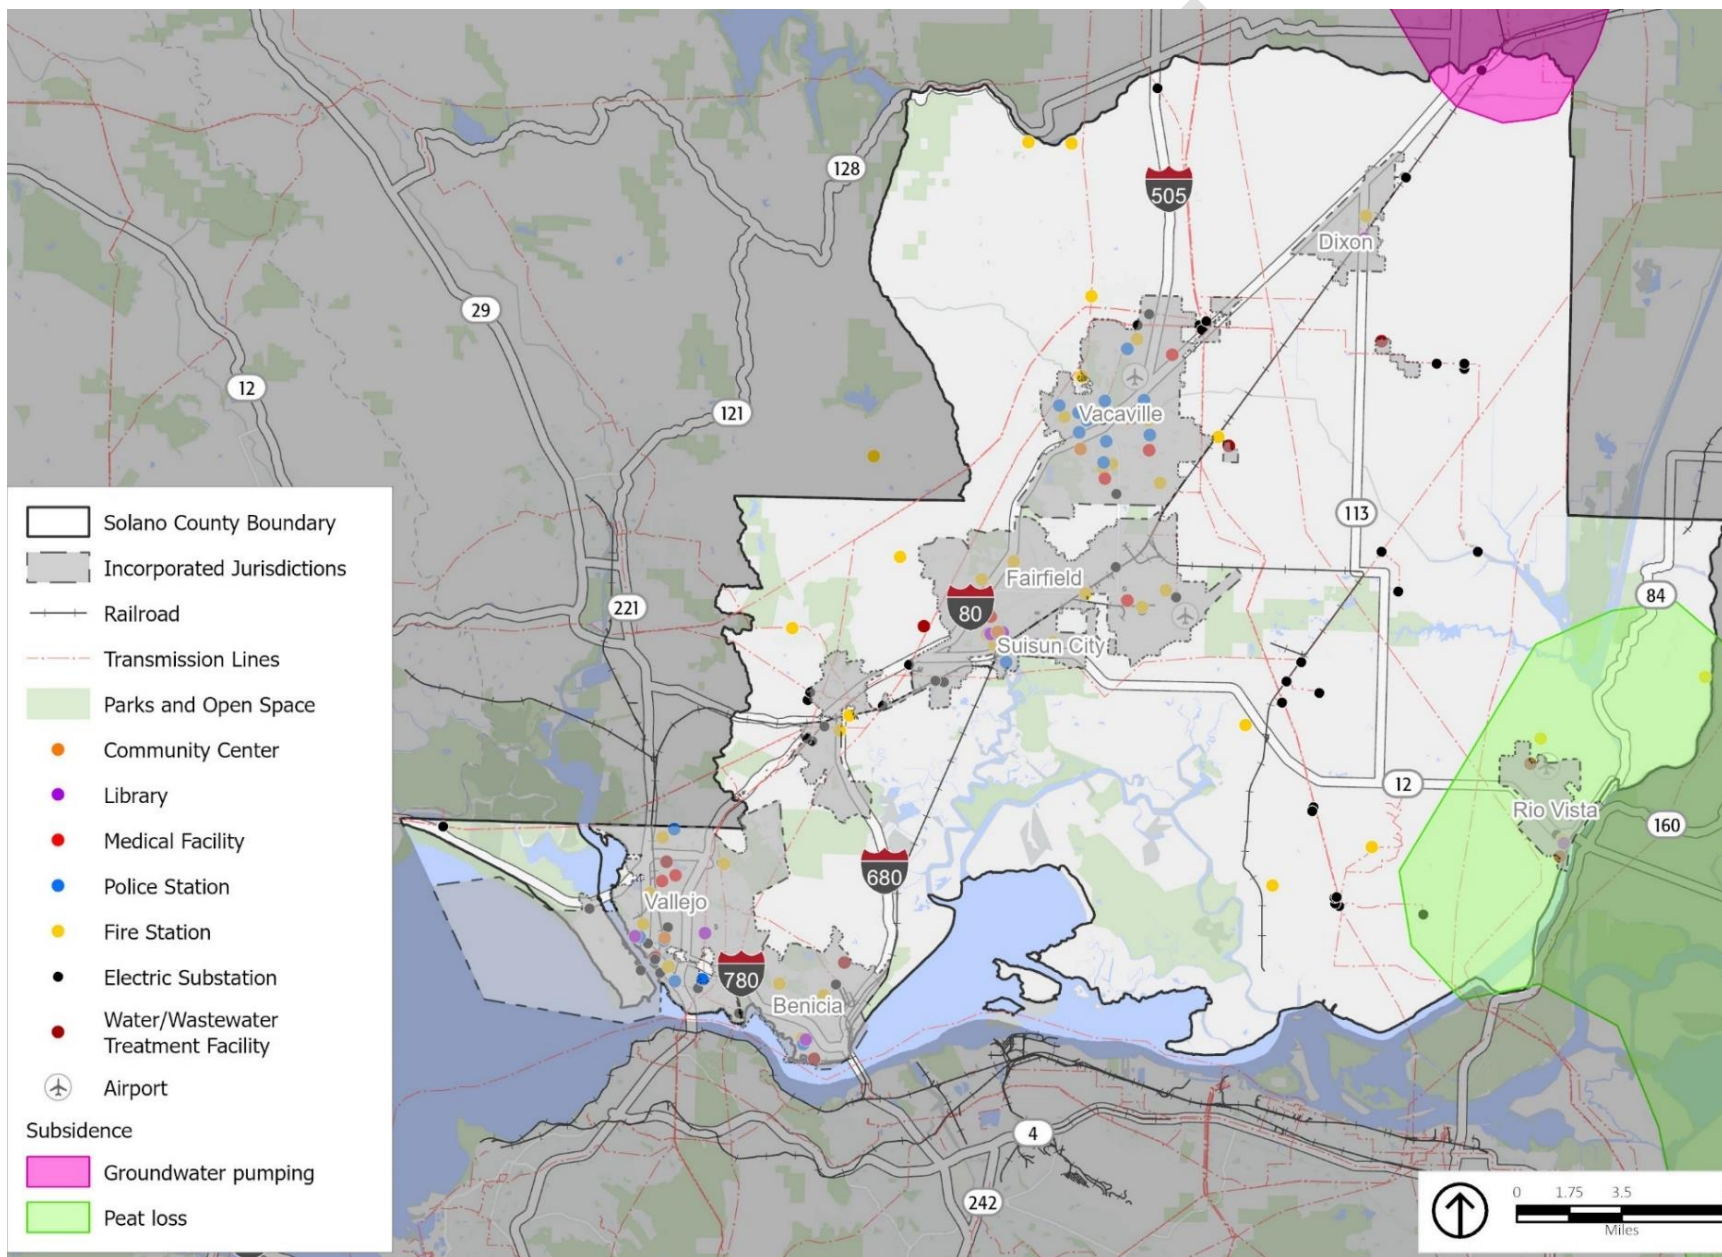 505
128
Dixon
29
12
121
Vacaville
113
Fairfield
84
80
221
Suisun City
12
Rio Vista
160
680
Vallejo
780
Benicia
4
242
Solano County Boundary
Incorporated Jurisdictions
Railroad
Transmission Lines
Parks and Open Space
Community Center
Library
Medical Facility
Police Station
Fire Station
Electric Substation
Water/Wastewater
Treatment Facility
Airport
Subsidence
Groundwater pumping
Peat loss
0 1.75 3.5
Miles